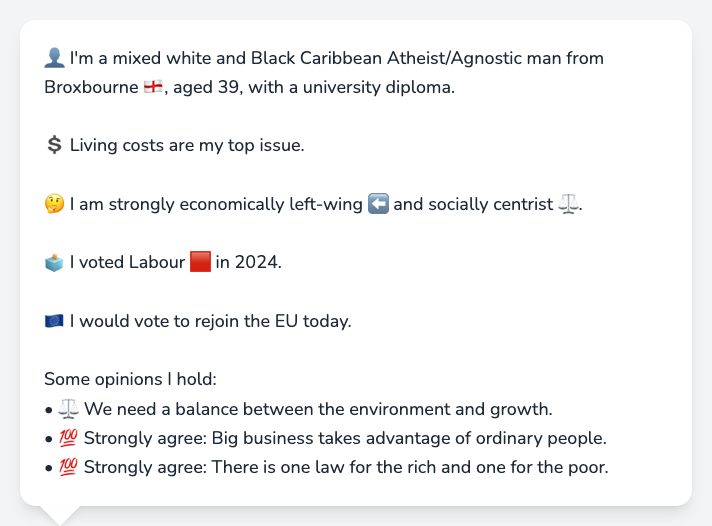 👤 I'm a mixed white and Black Caribbean Atheist/Agnostic man from
Broxbourne 🏴󠁧󠁢󠁥󠁮󠁧󠁿, aged 39, with a university diploma.
💲 Living costs are my top issue.
🤔 I am strongly economically left-wing ⬅️ and socially centrist ⚖️.
🗳️ I voted Labour 🟥 in 2024.
🇪🇺 I would vote to rejoin the EU today.
Some opinions I hold:
• ⚖️ We need a balance between the environment and growth.
• 💯 Strongly agree: Big business takes advantage of ordinary people.
• 💯 Strongly agree: There is one law for the rich and one for the poor.